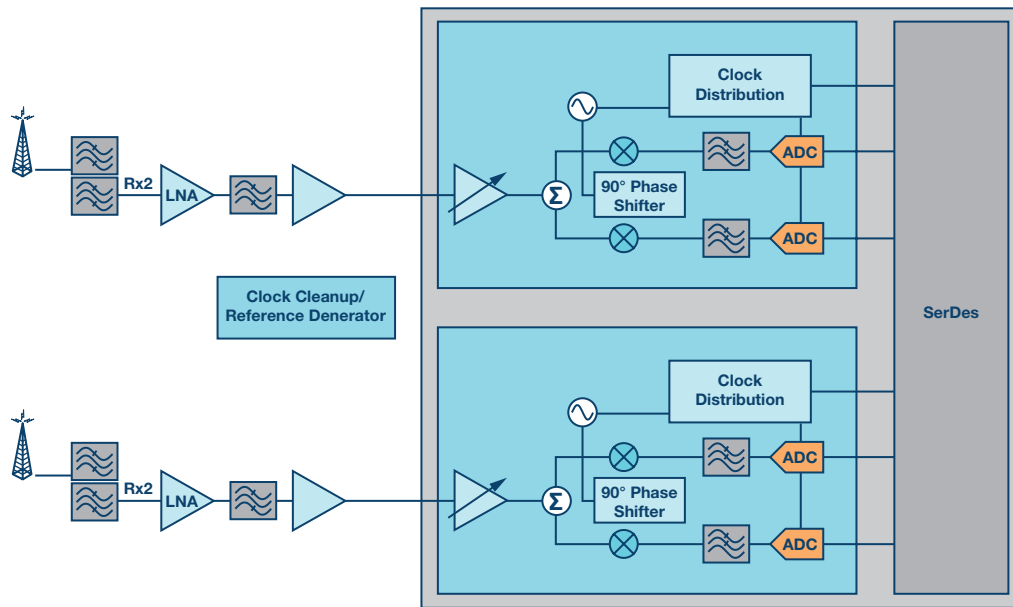 Clock
Distribution
Rx2
LNA
Σ
90° Phase
Shifter
ADC
ADC
Clock Cleanup/
Reference Denerator
SerDes
Clock
Distribution
Rx2
LNA
Σ
90° Phase
Shifter
ADC
ADC